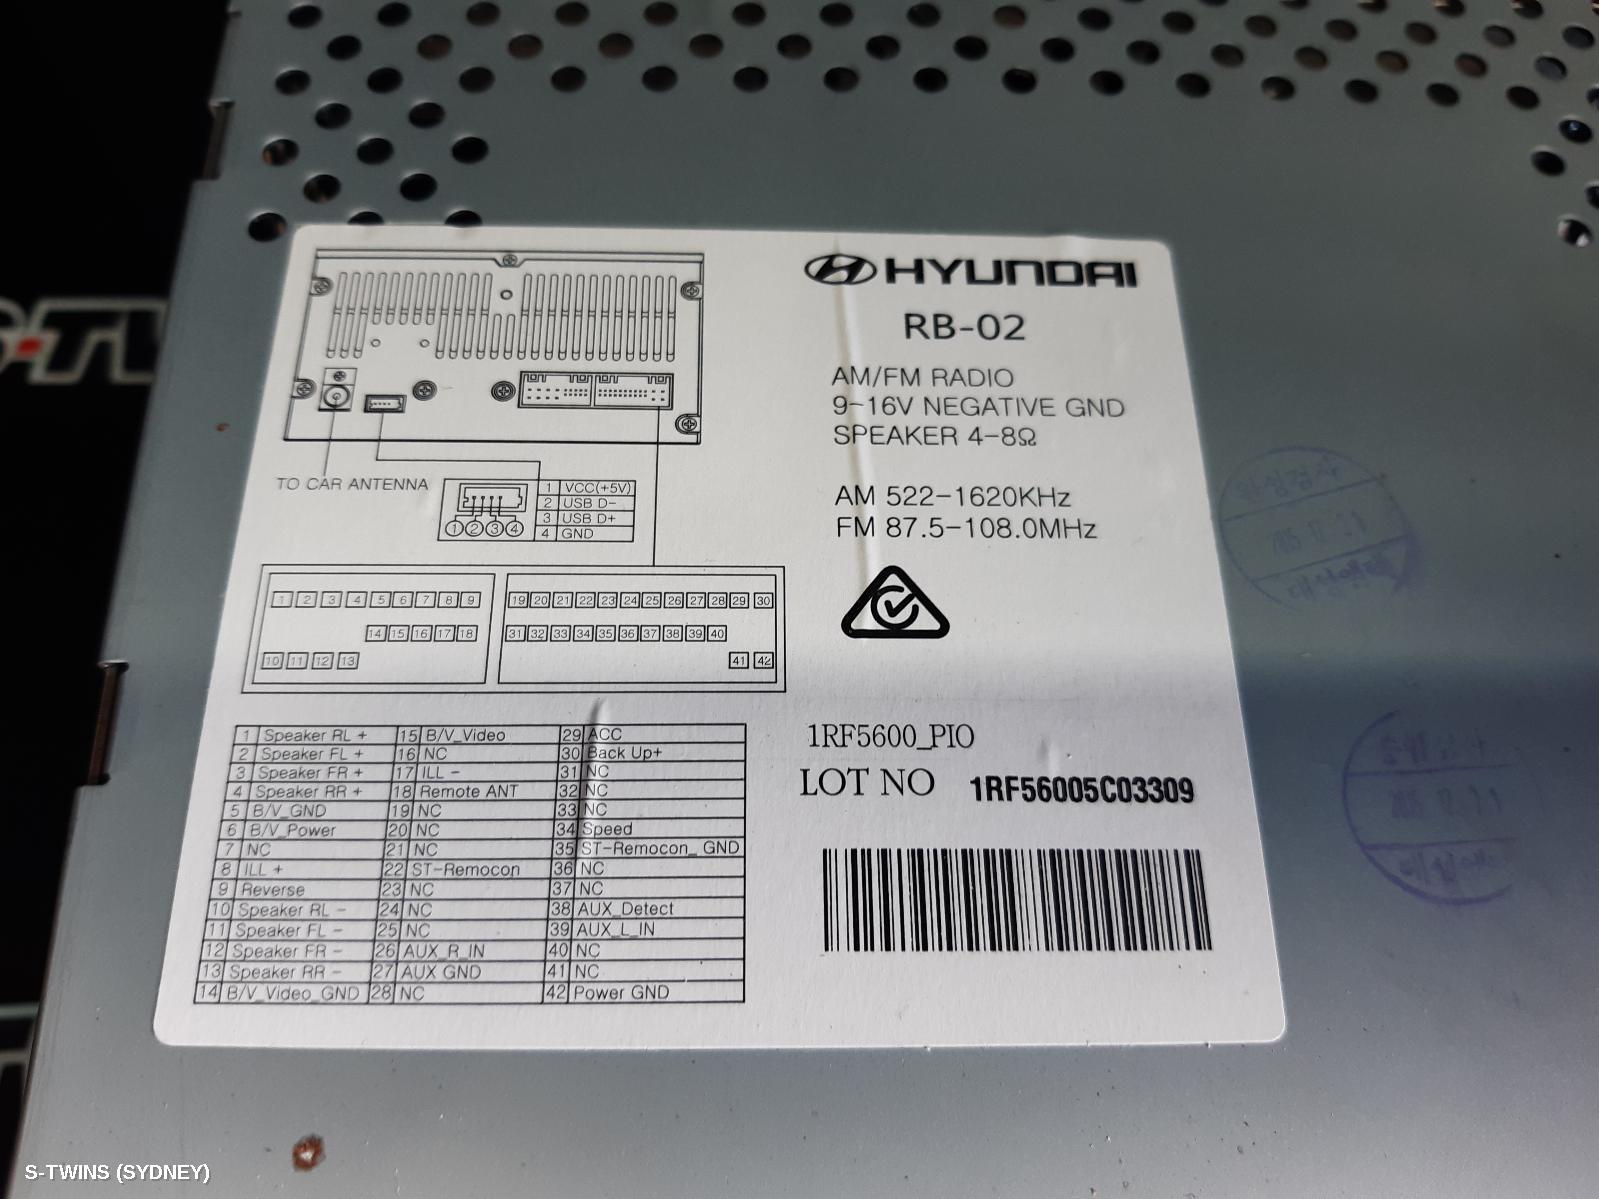 HYUNDAI
RB-02
AM/FM RADIO
9-16V NEGATIVE GND
SPEAKER 4-8Ω
AM 522-1620KHz
FM 87.5-108.0MHz
TO CAR ANTENNA
1 VCC(+5V)
2 USB D-
3 USB D+
4 GND
1 2 3 4
1 2 3 4 5 6 7 8 9
14 15 16 17 18
10 11 12 13
19 20 21 22 23 24 25 26 27 28 29 30
31 32 33 34 35 36 37 38 39 40
41 42
1 Speaker RL + 15 B/V_Video 29 ACC
2 Speaker FL + 16 NC 30 Back Up+
3 Speaker FR + 17 ILL - 31 NC
4 Speaker RR + 18 Remote ANT 32 NC
5 B/V_GND 19 NC 33 NC
6 B/V_Power 20 NC 34 Speed
7 NC 21 NC 35 ST-Remocon_ GND
8 ILL + 22 ST-Remocon 36 NC
9 Reverse 23 NC 37 NC
10 Speaker RL - 24 NC 38 AUX_Detect
11 Speaker FL - 25 NC 39 AUX_L_IN
12 Speaker FR - 26 AUX_R_IN 40 NC
13 Speaker RR - 27 AUX GND 41 NC
14 B/V_Video_GND 28 NC 42 Power GND
1RF5600_PIO
LOT NO 1RF56005C03309
S-TWINS (SYDNEY)